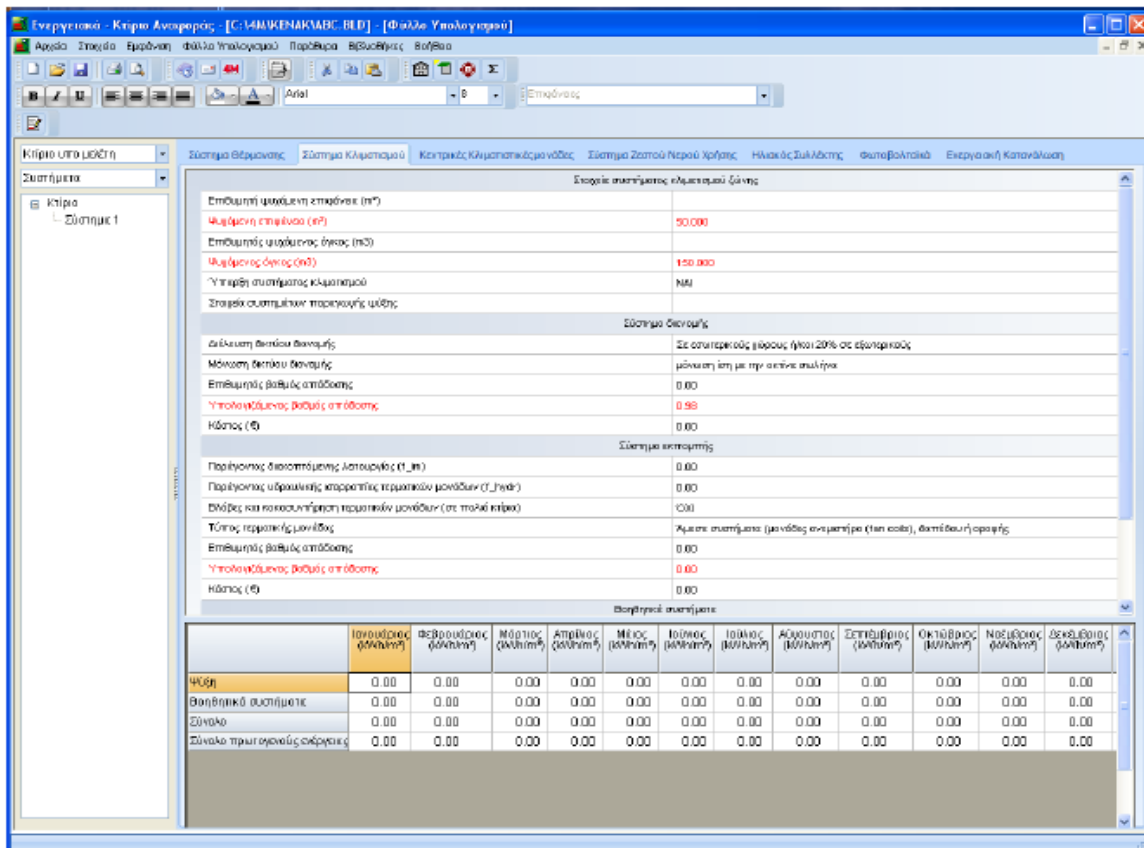 Ενεργειακά - Κτίριο Αναφοράς - [C:\4M\KENAK\ABC.BLD] - [Φύλλο Υπολογισμού]
Αρχεία Στοιχεία Εμφάνιση Φύλλα Υπολογισμού Παράθυρα Βιβλιοθήκες Βοήθεια
B I U A Arial 8 Επιφάνειες
Κτίριο υπό μελέτη
Σύστημα Θέρμανσης Σύστημα Κλιματισμού Κεντρικές Κλιματιστικές μονάδες Σύστημα Ζεστού Νερού Χρήσης Ηλιακός Συλλέκτης Φωτοβολταϊκά Ενεργειακή Κατανάλωση
Συστήματα
Κτίριο
Σύστημα 1
Στοιχεία συστήματος κλιματισμού ζώνης
Επιθυμητή ψυχόμενη επιφάνεια (m²)
Ψυχόμενη επιφάνεια (m²) 50.000
Επιθυμητός ψυχόμενος όγκος (m3)
Ψυχόμενος όγκος (m3) 150.000
Ύπαρξη συστήματος κλιματισμού ΝΑΙ
Στοιχεία συστημάτων παραγωγής ψύξης
Σύστημα διανομής
Διέλευση δικτύου διανομής Σε εσωτερικούς χώρους ή/και 20% σε εξωτερικούς
Μόνωση δικτύου διανομής μόνωση ίση με την ακτίνα σωλήνα
Επιθυμητός βαθμός απόδοσης 0.00
Υπολογιζόμενος βαθμός απόδοσης 0.98
Κόστος (€) 0.00
Σύστημα εκπομπής
Παράγοντας διακοπτόμενης λειτουργίας (f_im) 0.00
Παράγοντας υδραυλικής ισορροπίας τερματικών μονάδων (f_hydr) 0.00
Βλάβες και κακοσυντήρηση τερματικών μονάδων (σε παλιά κτίρια) ΌΧΙ
Τύπος τερματικής μονάδας Άμεσα συστήματα (μονάδες ανεμιστήρα (fan coils), δαπέδου ή οροφής
Επιθυμητός βαθμός απόδοσης 0.00
Υπολογιζόμενος βαθμός απόδοσης 0.00
Κόστος (€) 0.00
Βοηθητικά συστήματα
Ιανουάριος (kWh/m²) Φεβρουάριος (kWh/m²) Μάρτιος (kWh/m²) Απρίλιος (kWh/m²) Μάιος (kWh/m²) Ιούνιος (kWh/m²) Ιούλιος (kWh/m²) Αύγουστος (kWh/m²) Σεπτέμβριος (kWh/m²) Οκτώβριος (kWh/m²) Νοέμβριος (kWh/m²) Δεκέμβριος (kWh/m²)
Ψύξη 0.00 0.00 0.00 0.00 0.00 0.00 0.00 0.00 0.00 0.00 0.00 0.00
Βοηθητικά συστήματα 0.00 0.00 0.00 0.00 0.00 0.00 0.00 0.00 0.00 0.00 0.00 0.00
Σύνολο 0.00 0.00 0.00 0.00 0.00 0.00 0.00 0.00 0.00 0.00 0.00 0.00
Σύνολο πρωτογενούς ενέργειας 0.00 0.00 0.00 0.00 0.00 0.00 0.00 0.00 0.00 0.00 0.00 0.00